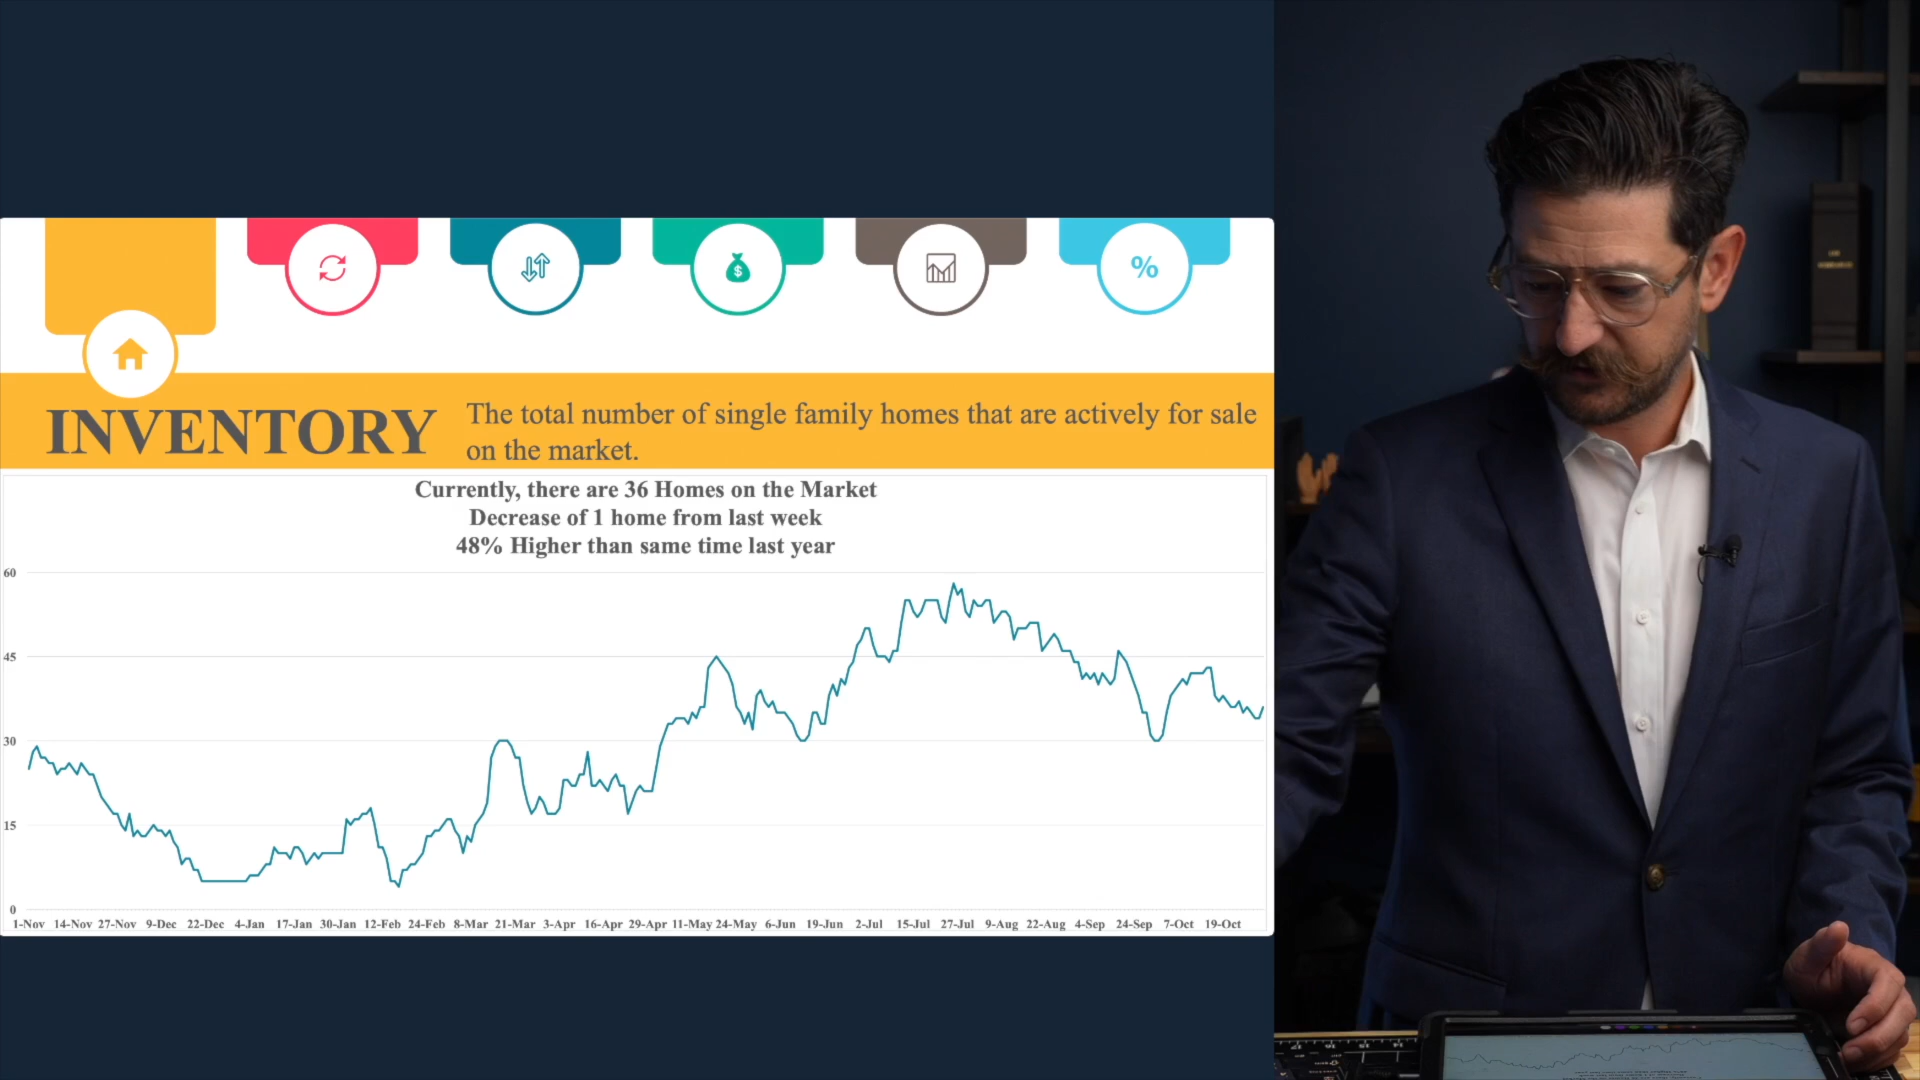 $
%
INVENTORY
The total number of single family homes that are actively for sale
on the market.
Currently, there are 36 Homes on the Market
Decrease of 1 home from last week
48% Higher than same time last year
60
45
30
15
0
1-Nov 14-Nov 27-Nov 9-Dec 22-Dec 4-Jan 17-Jan 30-Jan 12-Feb 24-Feb 8-Mar 21-Mar 3-Apr 16-Apr 29-Apr 11-May 24-May 6-Jun 19-Jun 2-Jul 15-Jul 27-Jul 9-Aug 22-Aug 4-Sep 24-Sep 7-Oct 19-Oct